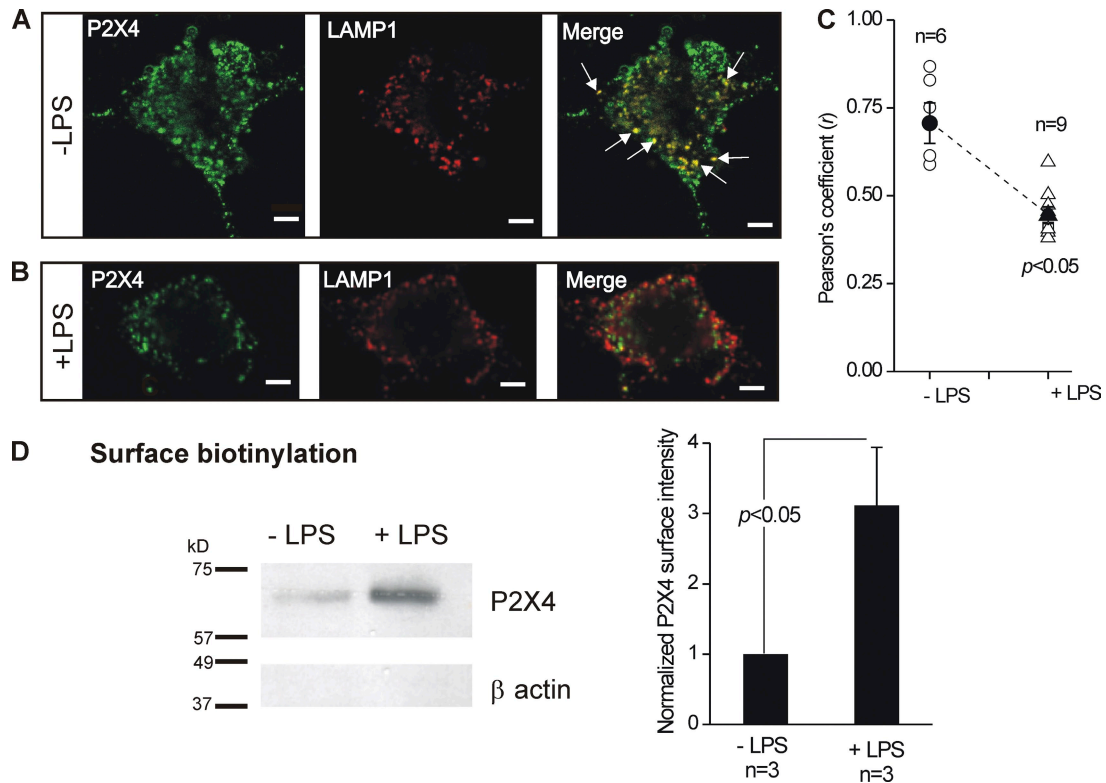 A
P2X4
LAMP1
Merge
-LPS
B
P2X4
LAMP1
Merge
+LPS
C
Pearson's coefficient (r)
1.00
0.75
0.50
0.25
0.00
n=6
n=9
p<0.05
- LPS
+ LPS
D
Surface biotinylation
kD
- LPS
+ LPS
75
57
49
37
P2X4
β actin
Normalized P2X4 surface intensity
4
3
2
1
0
p<0.05
- LPS
n=3
+ LPS
n=3